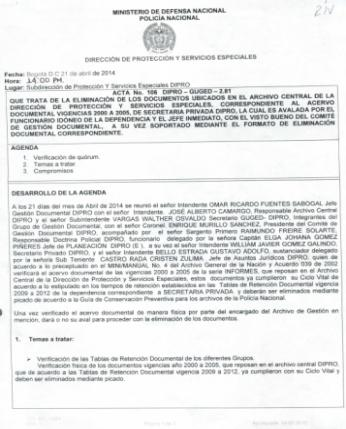 MINISTERIO DE DEFENSA NACIONAL
POLICÍA NACIONAL
DIRECCIÓN DE PROTECCIÓN Y SERVICIOS ESPECIALES
Fecha: Bogotá D.C 21 de abril de 2014
Hora:
Lugar: Subdirección de Protección Y Servicios Especiales DIPRO
ACTA No. 106 DIPRO – GUGED – 2.81
QUE TRATA DE LA ELIMINACIÓN DE LOS DOCUMENTOS UBICADOS EN EL ARCHIVO CENTRAL DE LA
DIRECCIÓN DE PROTECCIÓN Y SERVICIOS ESPECIALES, CORRESPONDIENTE AL ACERVO
DOCUMENTAL VIGENCIAS 2000 A 2005, DE SECRETARIA PRIVADA DIPRO, LA CUAL ES AVALADA POR EL
FUNCIONARIO IDÓNEO DE LA DEPENDENCIA Y EL JEFE INMEDIATO, CON EL VISTO BUENO DEL COMITÉ
DE GESTIÓN DOCUMENTAL, A SU VEZ SOPORTADO MEDIANTE EL FORMATO DE ELIMINACIÓN
DOCUMENTAL CORRESPONDIENTE.
AGENDA
1. Verificación de quórum.
2. Temas a tratar
3. Compromisos
DESARROLLO DE LA AGENDA
A los 21 días del mes de Abril de 2014 se reunió el señor Intendente OMAR RICARDO FUENTES SABOGAL Jefe
Gestión Documental DIPRO con el señor Intendente JOSÉ ALBERTO CAMARGO, Responsable Archivo Central
DIPRO y el señor Subintendente VARGAS WALTHER OSVALDO Secretario GUGED- DIPRO, Integrantes del
Grupo de Gestión Documental, con el señor Coronel ENRIQUE MURILLO SÁNCHEZ, Presidente del Comité de
Gestión Documental DIPRO, acompañado por el señor Sargento Primero RAIMUNDO FREIRE SOLARTE,
Responsable Doctrina Policial DIPRO, funcionario delegado por la señora Capitán ELGA JOHANA GOMEZ
PIÑERES Jefe de PLANEACIÓN DIPRO (E ), a su vez el señor Intendente WILLIAM JAVIER GOMEZ GALINDO,
Secretario Privado DIPRO, y el señor Intendente BELLO ESTRADA GUSTAVO ADOLFO, sustanciador delegado
por la señora Sub Teniente CASTRO RADA CRISTEN ZULIMA Jefe de Asuntos Jurídicos DIPRO, quien de
acuerdo a lo preceptuado en el MINI/MANUAL No. 4 del Archivo General de la Nación y Acuerdo 039 de 2002
verificará el acervo documental de las vigencias 2000 a 2005 de la serie INFORMES, que reposan en el Archivo
Central de la Dirección de Protección y Servicios Especiales, estos documentos ya cumplieron su Ciclo Vital de
acuerdo a lo estipulado en los tiempos de retención establecidos en las Tablas de Retención Documental vigencia
2009 a 2012 de la dependencia correspondiente a SECRETARIA PRIVADA y deberán ser eliminados mediante
picado de acuerdo a la Guía de Conservación Preventiva para los archivos de la Policía Nacional.
Una vez verificado el acervo documental de manera física por parte del encargado del Archivo de Gestión en
mención, dará o no su aval para proceder con la eliminación de los documentos.
1. Temas a tratar:
➢ Verificación de las Tablas de Retención Documental de los diferentes Grupos.
Verificación física de los documentos vigencias año 2000 a 2005, que reposan en el archivo central DIPRO,
que de acuerdo a las Tablas de Retención Documental vigencia 2009 a 2012, ya cumplieron con su Ciclo Vital y
deben ser eliminados mediante picado.